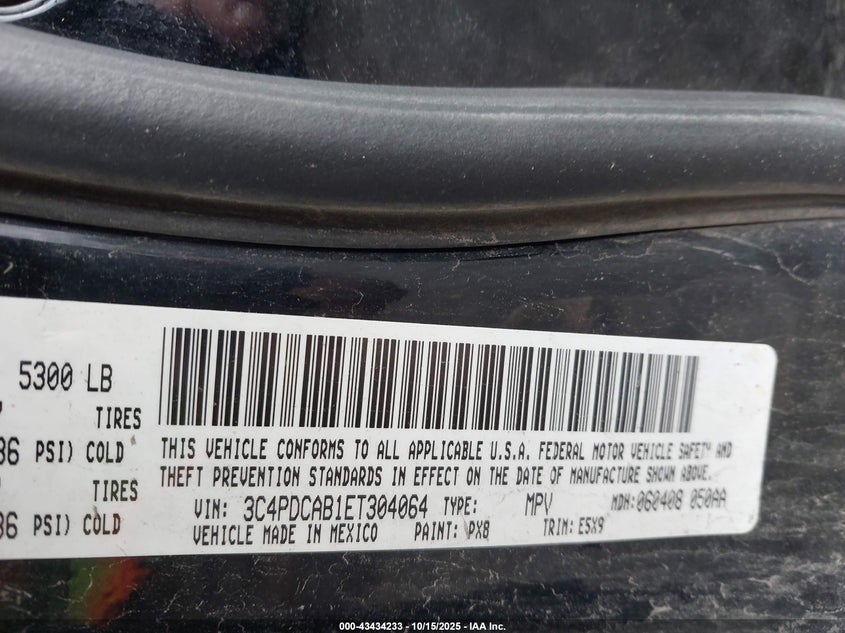 5300 LB
TIRES
PSI) COLD
TIRES
PSI) COLD
THIS VEHICLE CONFORMS TO ALL APPLICABLE U.S.A. FEDERAL MOTOR VEHICLE SAFETY AND
THEFT PREVENTION STANDARDS IN EFFECT ON THE DATE OF MANUFACTURE SHOWN ABOVE.
VIN: 3C4PDCAB1ET304064 TYPE: MPV MDH:060408 050AA
VEHICLE MADE IN MEXICO PAINT: PX8 TRIM: E5X9
000-43434233 - 10/15/2025 - IAA Inc.